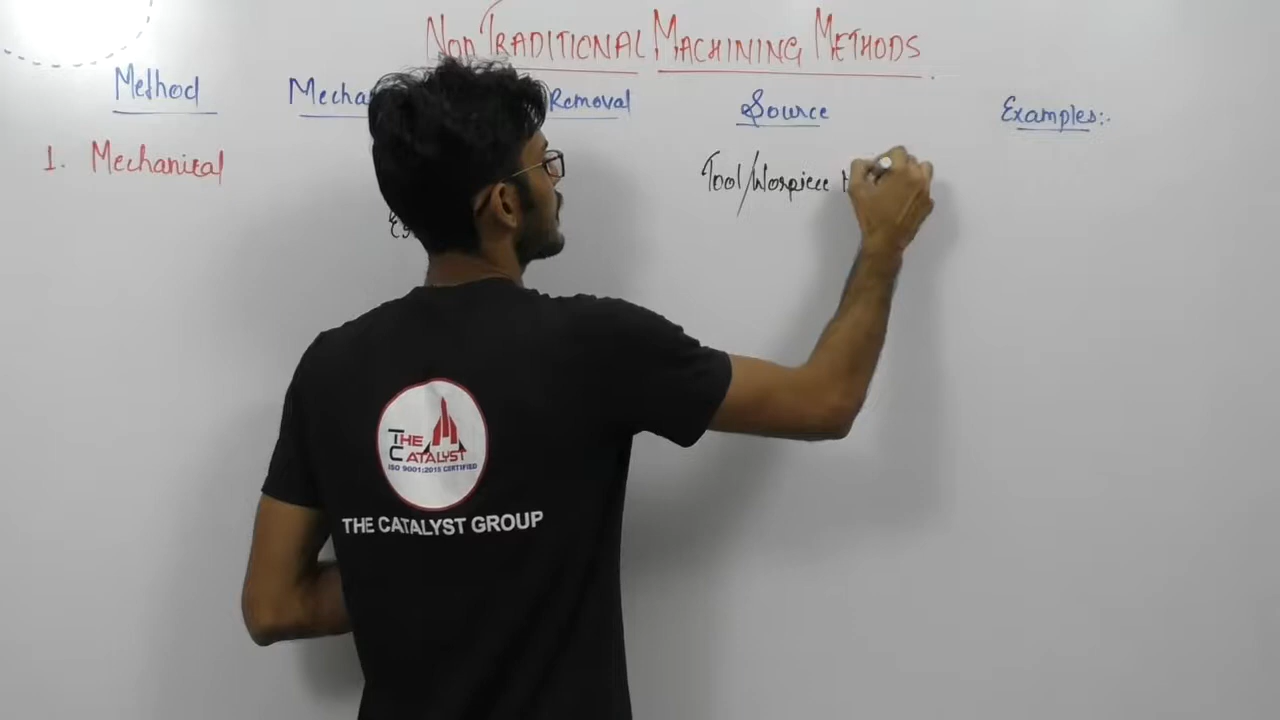 Non Traditional Machining Methods
Method Removal Source Examples:.
1. Mechanical Tool/Worpiece
THE
CATALYST
ISO 9001:2015 CERTIFIED
THE CATALYST GROUP